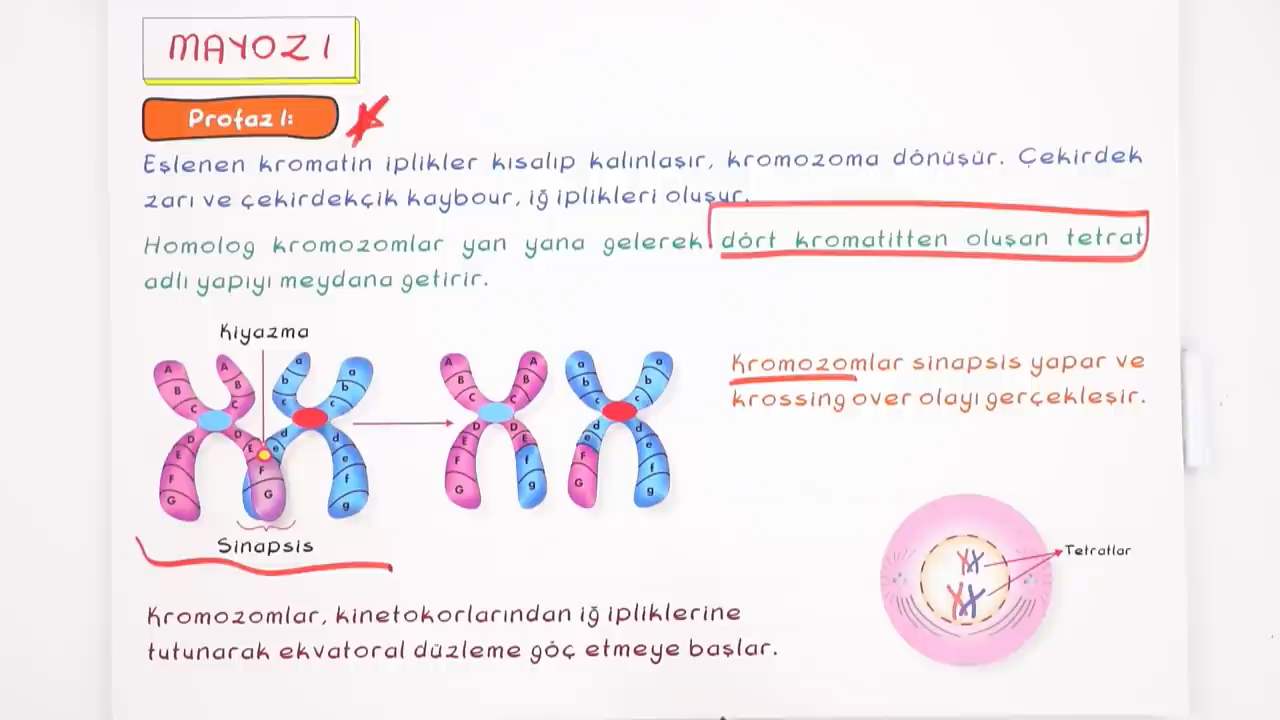 MAYOZ I
Profaz I:
Eşlenen kromatin iplikler kısalıp kalınlaşır, kromozoma dönüşür. Çekirdek
zarı ve çekirdekçik kaybour, iğ iplikleri oluşur.
Homolog kromozomlar yan yana gelerek dört kromatitten oluşan tetrat
adlı yapıyı meydana getirir.
Kiyazma
A A a a
B B b b
C C c c
D D d d
E E e e
F F f
G G g
A A a a
B B b b
C C c c
D D d d
E E e e
F f F f
G g G g
Sinapsis
Kromozomlar sinapsis yapar ve
krossing over olayı gerçekleşir.
Tetratlar
Kromozomlar, kinetokorlarından iğ ipliklerine
tutunarak ekvatoral düzleme göç etmeye başlar.